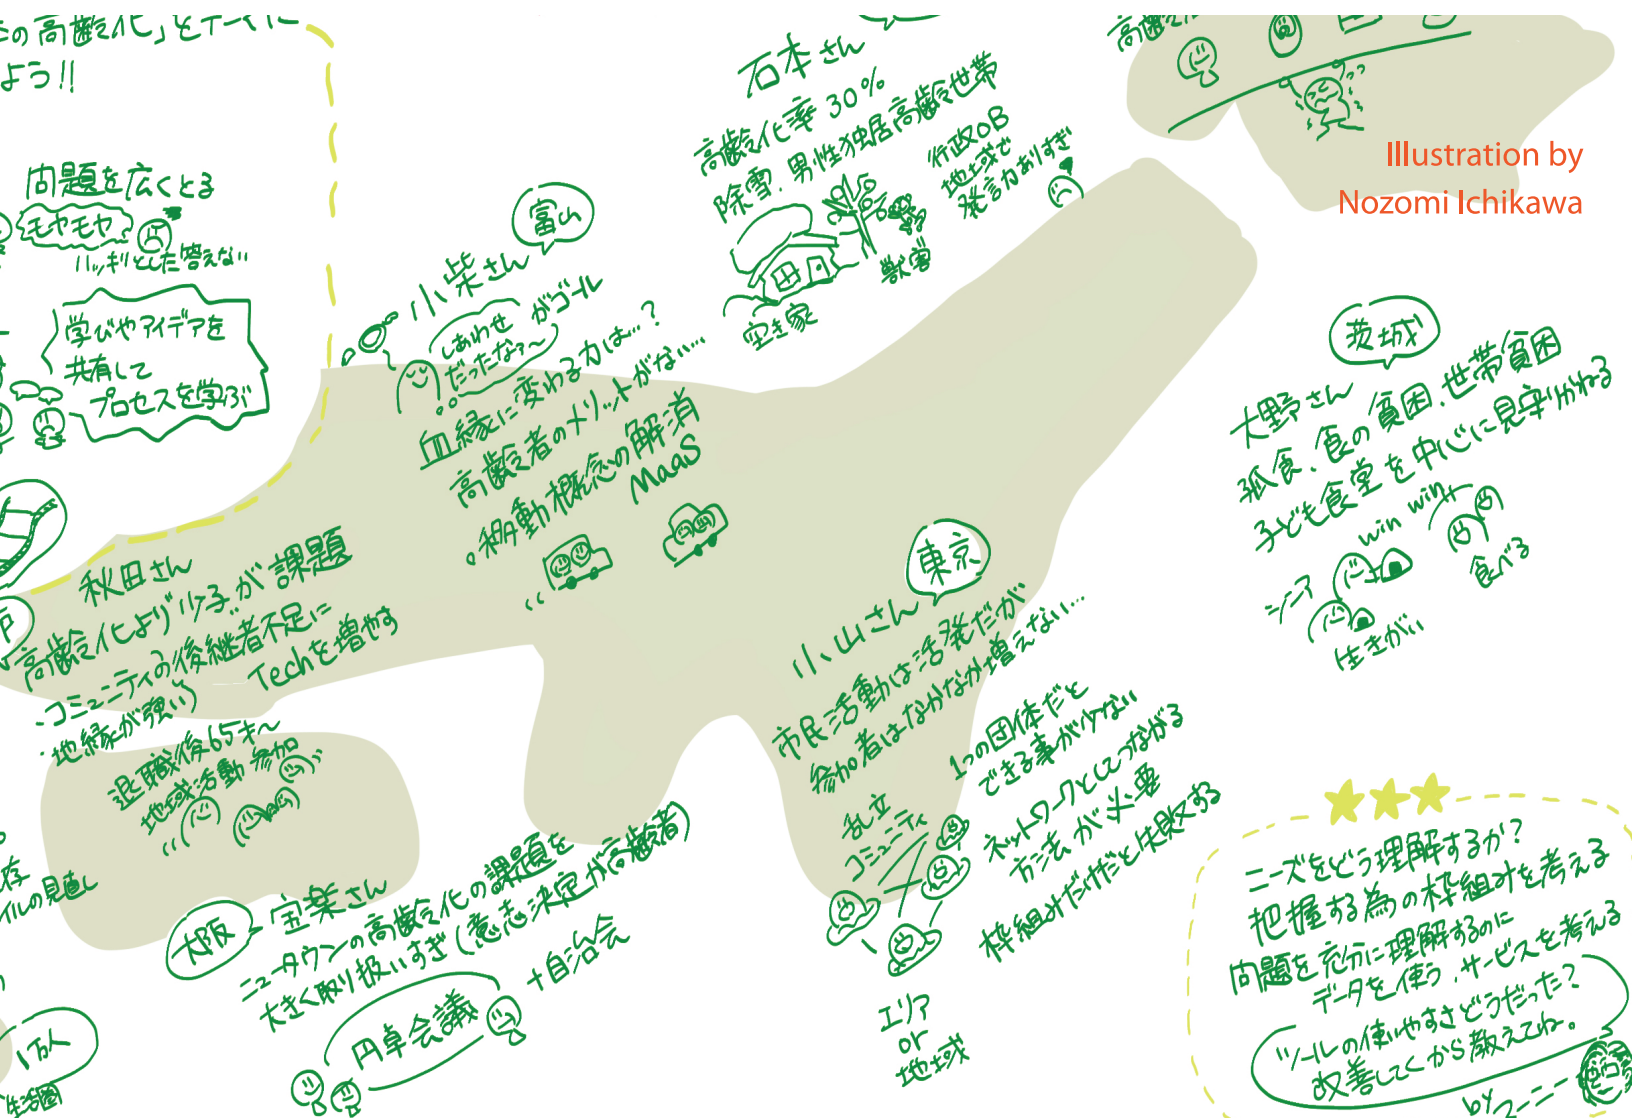 の高齢化」をテーマに
よう!!
問題を広くとる
モヤモヤ
ハッキリとした答えない
学びやアイデアを
共有して
プロセスを学ぶ
石本さん
高齢化率30%
除雪、男性独居高齢世帯
行政OB
地域で
発言力ありすぎ
獣害
空き家
高齢
Illustration by
Nozomi Ichikawa
富山
小柴さん
しあわせ
だったなァ〜
がゴール
血縁に変わる力は…?
高齢者のメリットがない…
移動概念の解消
MaaS
茨城
大野さん
孤食、食の貧困、世帯貧困
子ども食堂を中心に見守りかねる
win win
シニア
生きがい
食べる
秋田さん
高齢化より少子が課題
・コミュニティの後継者不足に
Techを増やす
・地縁が強い)
退職後65才〜
地域活動参加
東京
小山さん
市民活動は活発だが
参加者はなかなか増えない…
1つの団体だと
できる事が少ない
ネットワークとしてつながる
方法が必要
枠組みだけだと失敗する
乱立
コミュニティ
エリア
or
地域
大阪
宝楽さん
ニュータウンの高齢化の課題を
大きく取り扱いすぎ(意志決定が高齢者)
円卓会議
+自治会
存
イルの見直し
1万人
生活圏
ニーズをどう理解するか?
把握する為の枠組みを考える
問題を充分に理解するのに
データを使う、サービスを考える
ツールの使いやすさどうだった?
改善してくから教えてね。
by